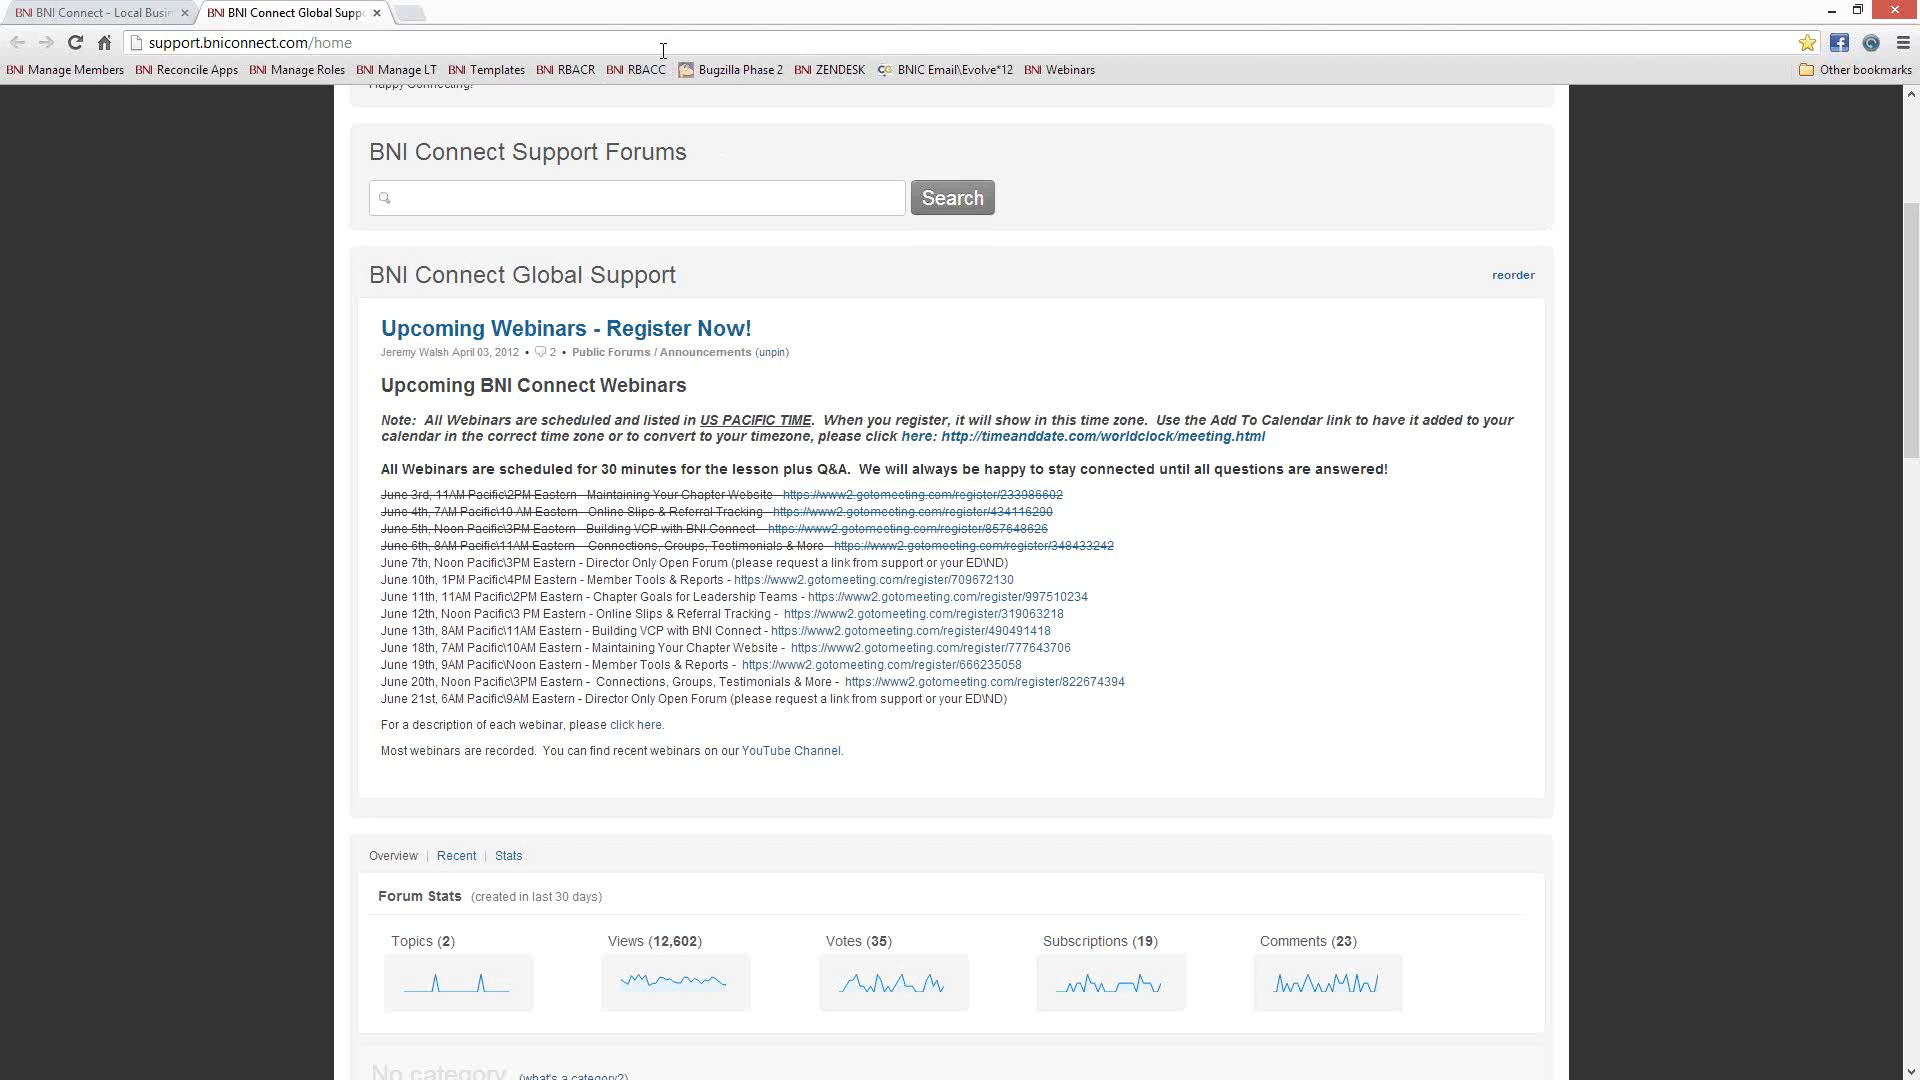 BNI BNI Connect - Local Busin
BNI BNI Connect Global Suppo
support.bniconnect.com/home
BNI Manage Members
BNI Reconcile Apps
BNI Manage Roles
BNI Manage LT
BNI Templates
BNI RBACR
BNI RBACC
Bugzilla Phase 2
BNI ZENDESK
BNIC Email\Evolve*12
BNI Webinars
Other bookmarks
Happy Connecting!
BNI Connect Support Forums
Search
BNI Connect Global Support
reorder
Upcoming Webinars - Register Now!
Jeremy Walsh April 03, 2012 • 2 • Public Forums / Announcements (unpin)
Upcoming BNI Connect Webinars
Note: All Webinars are scheduled and listed in US PACIFIC TIME. When you register, it will show in this time zone. Use the Add To Calendar link to have it added to your
calendar in the correct time zone or to convert to your timezone, please click here: http://timeanddate.com/worldclock/meeting.html
All Webinars are scheduled for 30 minutes for the lesson plus Q&A. We will always be happy to stay connected until all questions are answered!
June 3rd, 11AM Pacific\2PM Eastern - Maintaining Your Chapter Website - https://www2.gotomeeting.com/register/233986602
June 4th, 7AM Pacific\10 AM Eastern - Online Slips & Referral Tracking - https://www2.gotomeeting.com/register/434116290
June 5th, Noon Pacific\3PM Eastern - Building VCP with BNI Connect - https://www2.gotomeeting.com/register/857648626
June 6th, 8AM Pacific\11AM Eastern - Connections, Groups, Testimonials & More - https://www2.gotomeeting.com/register/348433242
June 7th, Noon Pacific\3PM Eastern - Director Only Open Forum (please request a link from support or your ED\ND)
June 10th, 1PM Pacific\4PM Eastern - Member Tools & Reports - https://www2.gotomeeting.com/register/709672130
June 11th, 11AM Pacific\2PM Eastern - Chapter Goals for Leadership Teams - https://www2.gotomeeting.com/register/997510234
June 12th, Noon Pacific\3 PM Eastern - Online Slips & Referral Tracking - https://www2.gotomeeting.com/register/319063218
June 13th, 8AM Pacific\11AM Eastern - Building VCP with BNI Connect - https://www2.gotomeeting.com/register/490491418
June 18th, 7AM Pacific\10AM Eastern - Maintaining Your Chapter Website - https://www2.gotomeeting.com/register/777643706
June 19th, 9AM Pacific\Noon Eastern - Member Tools & Reports - https://www2.gotomeeting.com/register/666235058
June 20th, Noon Pacific\3PM Eastern - Connections, Groups, Testimonials & More - https://www2.gotomeeting.com/register/822674394
June 21st, 6AM Pacific\9AM Eastern - Director Only Open Forum (please request a link from support or your ED\ND)
For a description of each webinar, please click here.
Most webinars are recorded. You can find recent webinars on our YouTube Channel.
Overview | Recent | Stats
Forum Stats (created in last 30 days)
Topics (2)
Views (12,602)
Votes (35)
Subscriptions (19)
Comments (23)
No category (what's a category?)